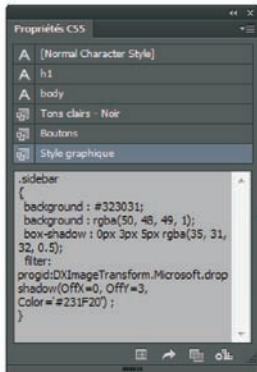 Propriétés CSS
A [Normal Character Style]
A h1
A body
Tons clairs - Noir
Boutons
Style graphique
.sidebar
{
background : #323031;
background : rgba(50, 48, 49, 1);
box-shadow : 0px 3px 5px rgba(35, 31,
32, 0.5);
filter:
progid:DXImageTransform.Microsoft.drop
shadow(OffX=0, OffY=3,
Color='#231F20') ;
}